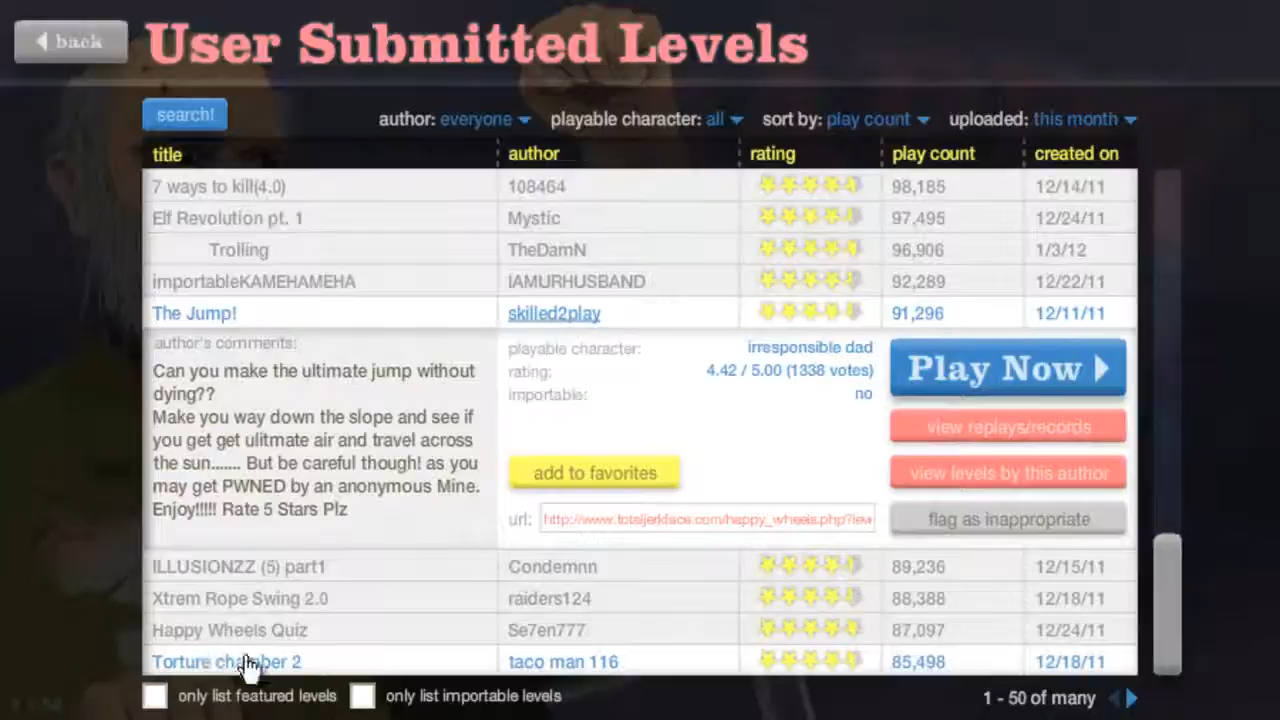 back
User Submitted Levels
search!
author: everyone playable character: all sort by: play count uploaded: this month
title author rating play count created on
7 ways to kill(4.0) 108464 98,185 12/14/11
Elf Revolution pt. 1 Mystic 97,495 12/24/11
Trolling TheDamN 96,906 1/3/12
importableKAMEHAMEHA IAMURHUSBAND 92,289 12/22/11
The Jump! skilled2play 91,296 12/11/11
author's comments:
Can you make the ultimate jump without
dying??
Make you way down the slope and see if
you get get ulitmate air and travel across
the sun....... But be careful though! as you
may get PWNED by an anonymous Mine.
Enjoy!!!!! Rate 5 Stars Plz
playable character: irresponsible dad
rating: 4.42 / 5.00 (1338 votes)
importable: no
add to favorites
url: http://www.totaljerkface.com/happy_wheels.php?lev
Play Now
view replays/records
view levels by this author
flag as inappropriate
ILLUSIONZZ (5) part1 Condemnn 89,236 12/15/11
Xtrem Rope Swing 2.0 raiders124 88,388 12/18/11
Happy Wheels Quiz Se7en777 87,097 12/24/11
Torture chamber 2 taco man 116 85,498 12/18/11
only list featured levels only list importable levels 1 - 50 of many